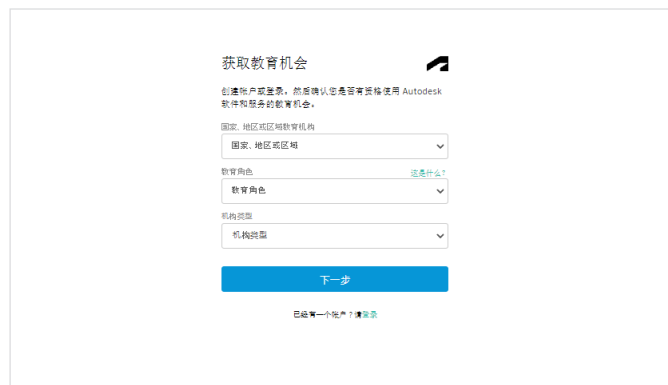 获取教育机会
创建帐户或登录，然后确认您是否有资格使用 Autodesk
软件和服务的教育机会。
国家、地区或区域教育机构
国家、地区或区域
教育角色
这是什么?
教育角色
机构类型
机构类型
下一步
已经有一个帐户？请登录